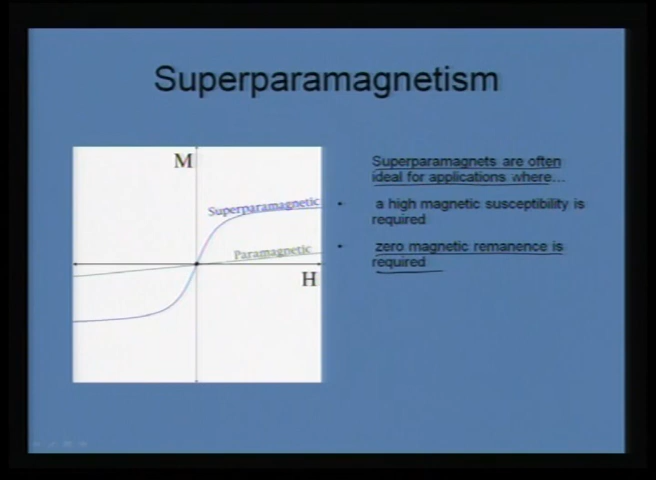 Superparamagnetism
M
Superparamagnetic
Paramagnetic
H
Superparamagnets are often
ideal for applications where...
• a high magnetic susceptibility is
required
• zero magnetic remanence is
required